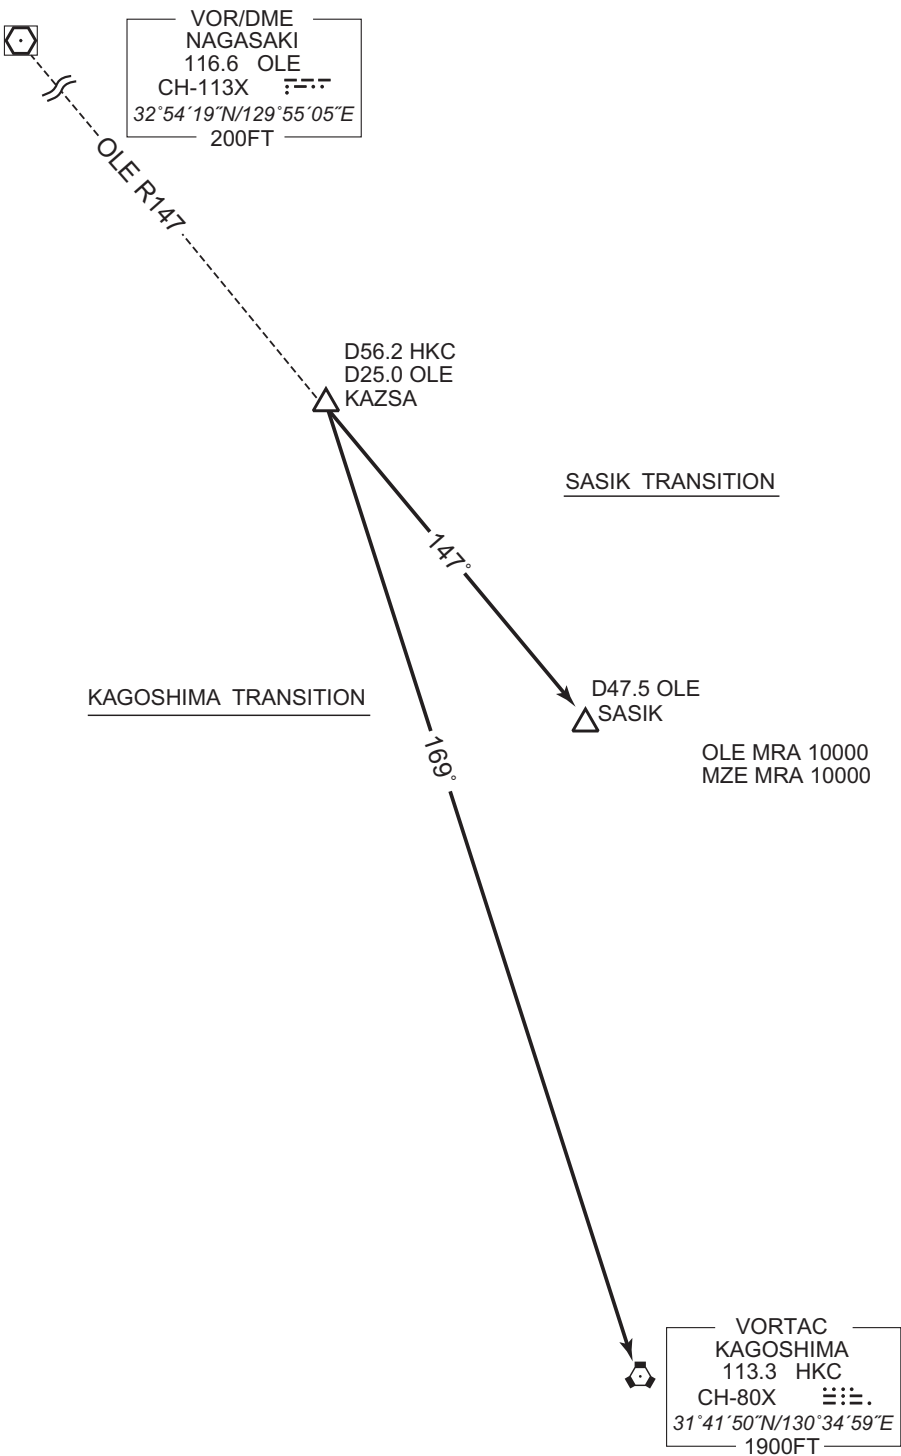 VOR/DME
NAGASAKI
116.6 OLE
CH-113X
32°54´19˝N/129°55´05˝E
200FT
OLE R147
D56.2 HKC
D25.0 OLE
KAZSA
SASIK TRANSITION
147°
KAGOSHIMA TRANSITION
D47.5 OLE
SASIK
OLE MRA 10000
MZE MRA 10000
169°
VORTAC
KAGOSHIMA
113.3 HKC
CH-80X
31°41´50˝N/130°34´59˝E
1900FT